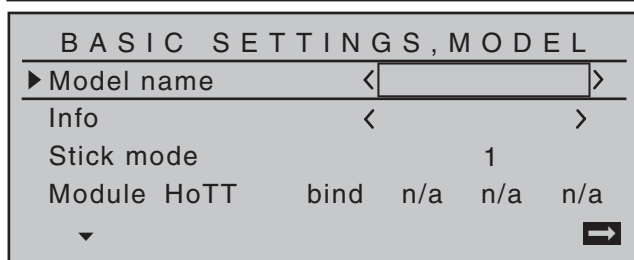 BASIC SETTINGS,MODEL
Model name < >
Info < >
Stick mode 1
Module HoTT bind n/a n/a n/a